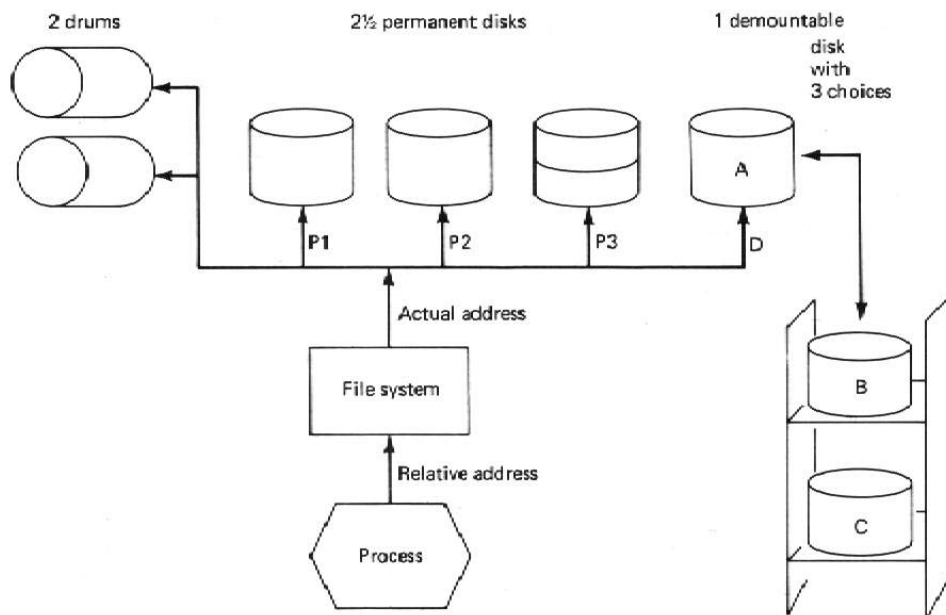 2 drums
2½ permanent disks
1 demountable
disk
with
3 choices
A
P1
P2
P3
D
Actual address
File system
B
Relative address
C
Process